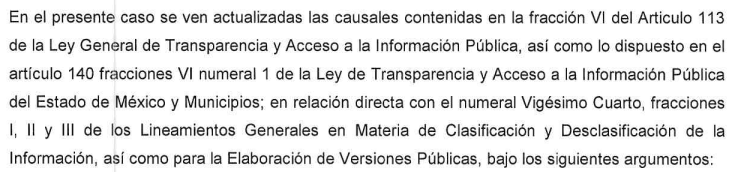 En el presente caso se ven actualizadas las causales contenidas en la fracción VI del Articulo 113
de la Ley General de Transparencia y Acceso a la Información Pública, así como lo dispuesto en el
artículo 140 fracciones VI numeral 1 de la Ley de Transparencia y Acceso a la Información Pública
del Estado de México y Municipios; en relación directa con el numeral Vigésimo Cuarto, fracciones
I, II y III de los Lineamientos Generales en Materia de Clasificación y Desclasificación de la
Información, así como para la Elaboración de Versiones Públicas, bajo los siguientes argumentos: